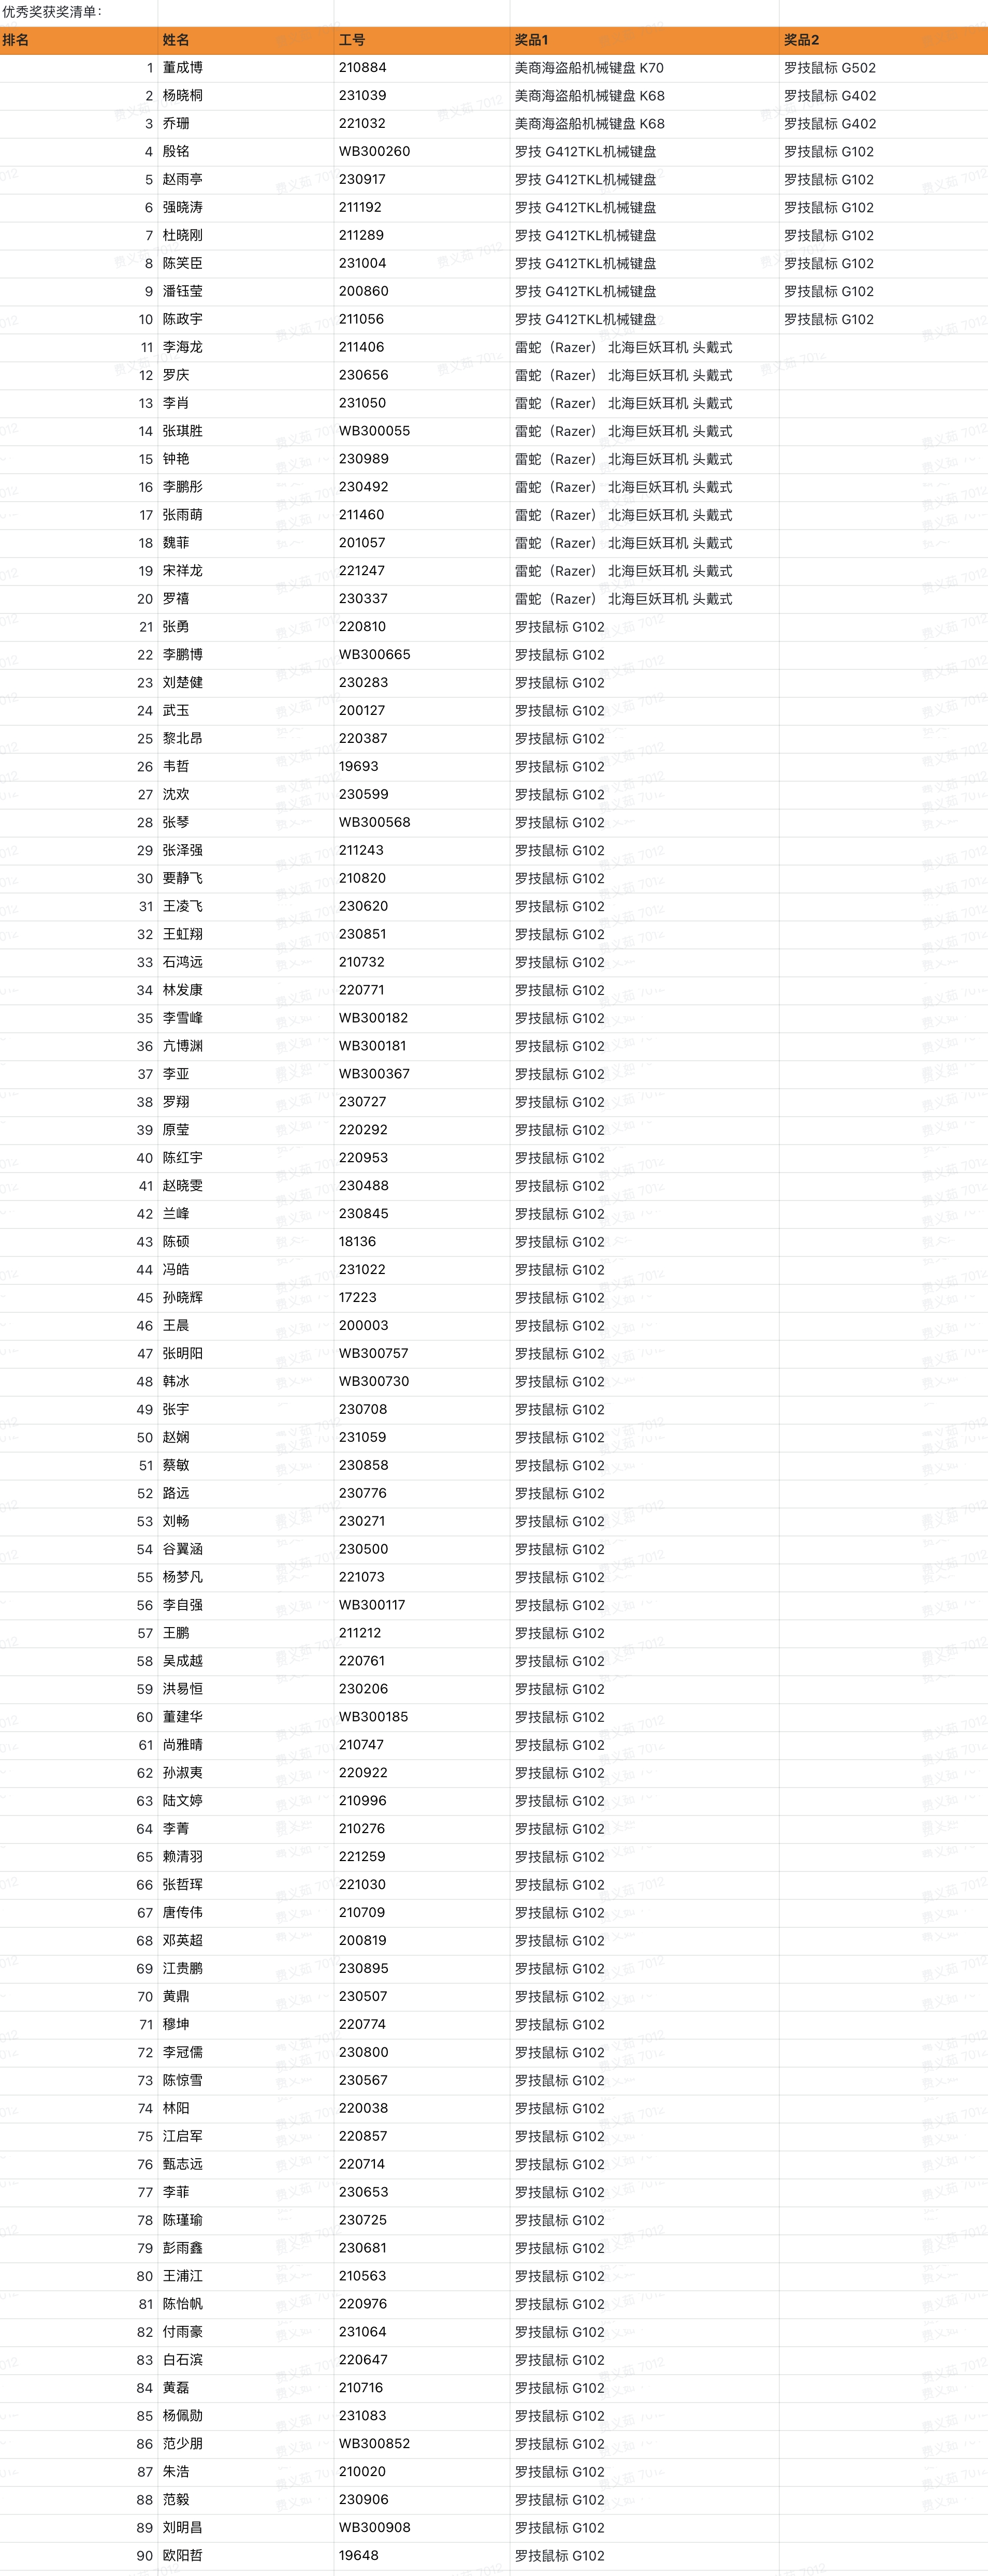 优秀奖获奖清单：
排名 姓名 工号 奖品1 奖品2
1 董成博 210884 美商海盗船机械键盘 K70 罗技鼠标 G502
2 杨晓桐 231039 美商海盗船机械键盘 K68 罗技鼠标 G402
3 乔珊 221032 美商海盗船机械键盘 K68 罗技鼠标 G402
4 殷铭 WB300260 罗技 G412TKL机械键盘 罗技鼠标 G102
5 赵雨亭 230917 罗技 G412TKL机械键盘 罗技鼠标 G102
6 强晓涛 211192 罗技 G412TKL机械键盘 罗技鼠标 G102
7 杜晓刚 211289 罗技 G412TKL机械键盘 罗技鼠标 G102
8 陈笑臣 231004 罗技 G412TKL机械键盘 罗技鼠标 G102
9 潘钰莹 200860 罗技 G412TKL机械键盘 罗技鼠标 G102
10 陈政宇 211056 罗技 G412TKL机械键盘 罗技鼠标 G102
11 李海龙 211406 雷蛇（Razer） 北海巨妖耳机 头戴式
12 罗庆 230656 雷蛇（Razer） 北海巨妖耳机 头戴式
13 李肖 231050 雷蛇（Razer） 北海巨妖耳机 头戴式
14 张琪胜 WB300055 雷蛇（Razer） 北海巨妖耳机 头戴式
15 钟艳 230989 雷蛇（Razer） 北海巨妖耳机 头戴式
16 李鹏彤 230492 雷蛇（Razer） 北海巨妖耳机 头戴式
17 张雨萌 211460 雷蛇（Razer） 北海巨妖耳机 头戴式
18 魏菲 201057 雷蛇（Razer） 北海巨妖耳机 头戴式
19 宋祥龙 221247 雷蛇（Razer） 北海巨妖耳机 头戴式
20 罗禧 230337 雷蛇（Razer） 北海巨妖耳机 头戴式
21 张勇 220810 罗技鼠标 G102
22 李鹏博 WB300665 罗技鼠标 G102
23 刘楚健 230283 罗技鼠标 G102
24 武玉 200127 罗技鼠标 G102
25 黎北昂 220387 罗技鼠标 G102
26 韦哲 19693 罗技鼠标 G102
27 沈欢 230599 罗技鼠标 G102
28 张琴 WB300568 罗技鼠标 G102
29 张泽强 211243 罗技鼠标 G102
30 要静飞 210820 罗技鼠标 G102
31 王凌飞 230620 罗技鼠标 G102
32 王虹翔 230851 罗技鼠标 G102
33 石鸿远 210732 罗技鼠标 G102
34 林发康 220771 罗技鼠标 G102
35 李雪峰 WB300182 罗技鼠标 G102
36 亢博渊 WB300181 罗技鼠标 G102
37 李亚 WB300367 罗技鼠标 G102
38 罗翔 230727 罗技鼠标 G102
39 原莹 220292 罗技鼠标 G102
40 陈红宇 220953 罗技鼠标 G102
41 赵晓雯 230488 罗技鼠标 G102
42 兰峰 230845 罗技鼠标 G102
43 陈硕 18136 罗技鼠标 G102
44 冯皓 231022 罗技鼠标 G102
45 孙晓辉 17223 罗技鼠标 G102
46 王晨 200003 罗技鼠标 G102
47 张明阳 WB300757 罗技鼠标 G102
48 韩冰 WB300730 罗技鼠标 G102
49 张宇 230708 罗技鼠标 G102
50 赵娴 231059 罗技鼠标 G102
51 蔡敏 230858 罗技鼠标 G102
52 路远 230776 罗技鼠标 G102
53 刘畅 230271 罗技鼠标 G102
54 谷翼涵 230500 罗技鼠标 G102
55 杨梦凡 221073 罗技鼠标 G102
56 李自强 WB300117 罗技鼠标 G102
57 王鹏 211212 罗技鼠标 G102
58 吴成越 220761 罗技鼠标 G102
59 洪易恒 230206 罗技鼠标 G102
60 董建华 WB300185 罗技鼠标 G102
61 尚雅晴 210747 罗技鼠标 G102
62 孙淑夷 220922 罗技鼠标 G102
63 陆文婷 210996 罗技鼠标 G102
64 李菁 210276 罗技鼠标 G102
65 赖清羽 221259 罗技鼠标 G102
66 张哲珲 221030 罗技鼠标 G102
67 唐传伟 210709 罗技鼠标 G102
68 邓英超 200819 罗技鼠标 G102
69 江贵鹏 230895 罗技鼠标 G102
70 黄鼎 230507 罗技鼠标 G102
71 穆坤 220774 罗技鼠标 G102
72 李冠儒 230800 罗技鼠标 G102
73 陈惊雪 230567 罗技鼠标 G102
74 林阳 220038 罗技鼠标 G102
75 江启军 220857 罗技鼠标 G102
76 甄志远 220714 罗技鼠标 G102
77 李菲 230653 罗技鼠标 G102
78 陈瑾瑜 230725 罗技鼠标 G102
79 彭雨鑫 230681 罗技鼠标 G102
80 王浦江 210563 罗技鼠标 G102
81 陈怡帆 220976 罗技鼠标 G102
82 付雨豪 231064 罗技鼠标 G102
83 白石滨 220647 罗技鼠标 G102
84 黄磊 210716 罗技鼠标 G102
85 杨佩勋 231083 罗技鼠标 G102
86 范少朋 WB300852 罗技鼠标 G102
87 朱浩 210020 罗技鼠标 G102
88 范毅 230906 罗技鼠标 G102
89 刘明昌 WB300908 罗技鼠标 G102
90 欧阳哲 19648 罗技鼠标 G102